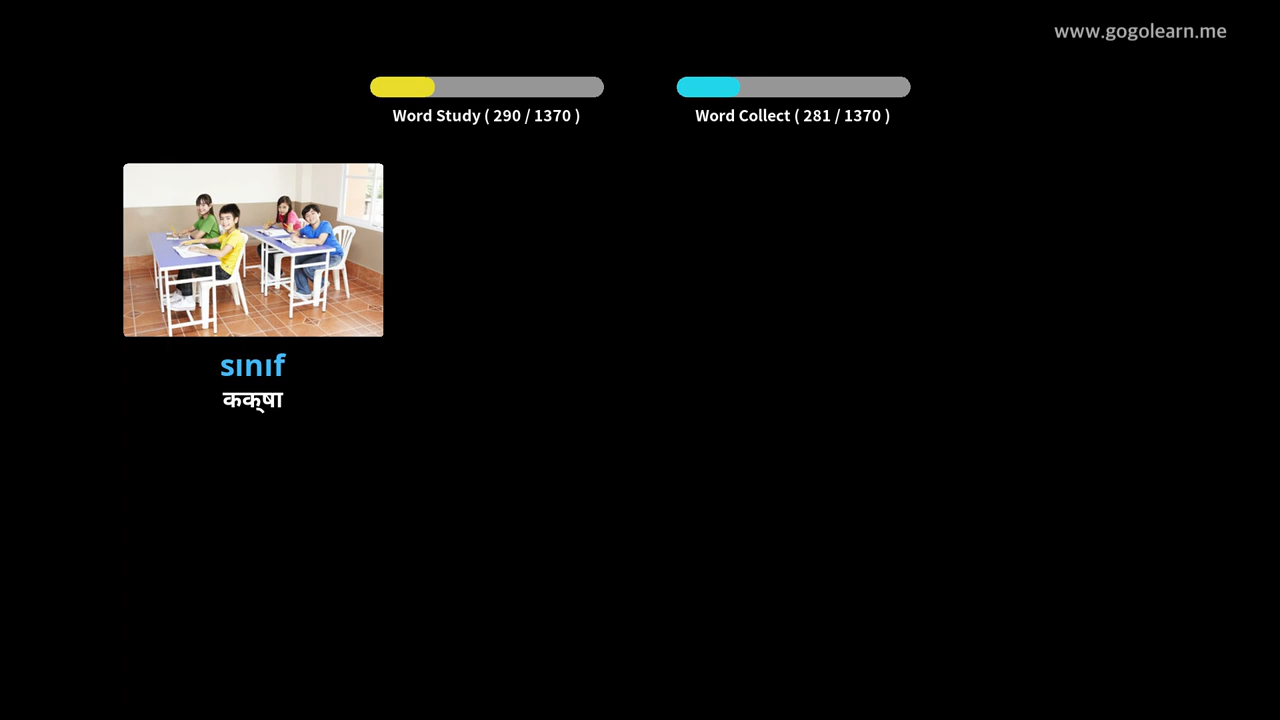 www.gogolearn.me
Word Study ( 290 / 1370 )
Word Collect ( 281 / 1370 )
sınıf
कक्षा